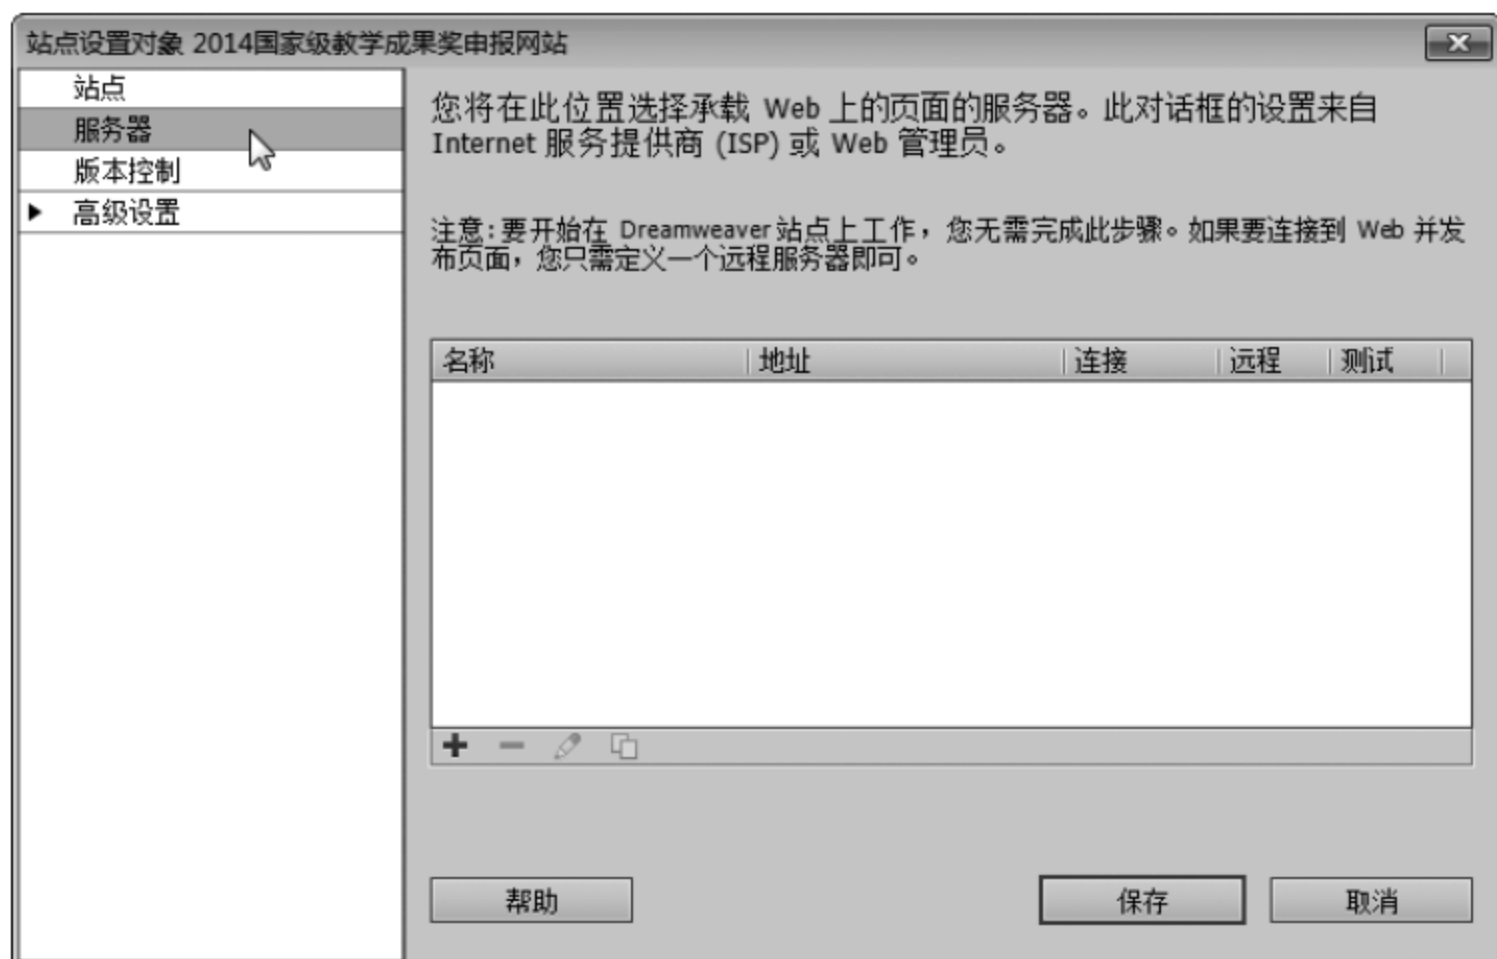 站点设置对象 2014国家级教学成果奖申报网站
站点
服务器
版本控制
高级设置
您将在此位置选择承载 Web 上的页面的服务器。此对话框的设置来自
Internet 服务提供商 (ISP) 或 Web 管理员。
注意:要开始在 Dreamweaver 站点上工作，您无需完成此步骤。如果要连接到 Web 并发
布页面，您只需定义一个远程服务器即可。
名称 地址 连接 远程 测试
帮助 保存 取消